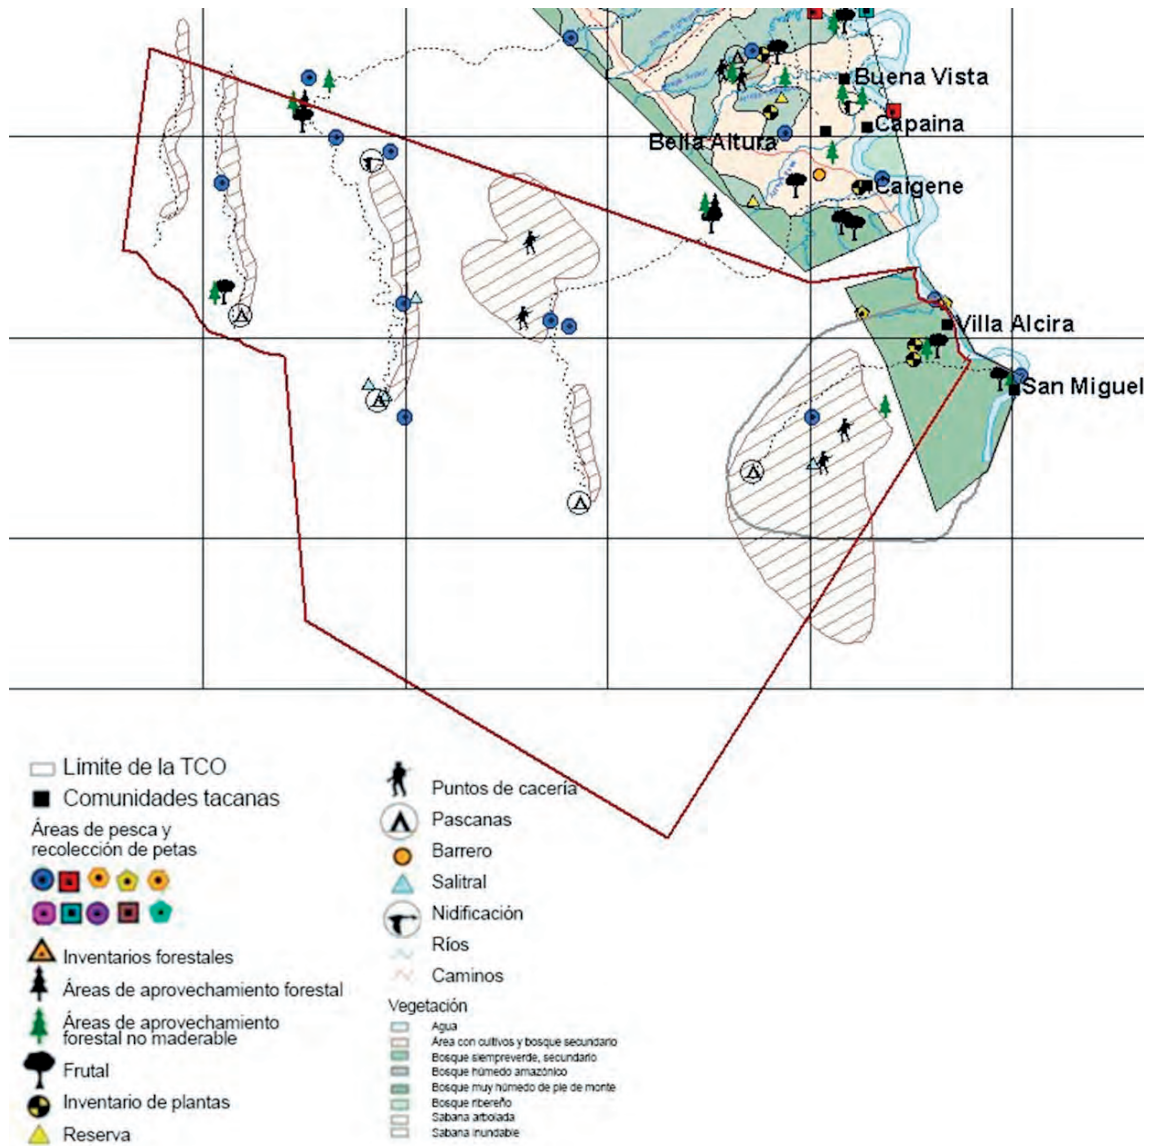 Buena Vista
Capaina
Bella Altura
Caigene
Villa Alcira
San Miguel
Límite de la TCO
Comunidades tacanas
Áreas de pesca y
recolección de petas
Inventarios forestales
Áreas de aprovechamiento forestal
Áreas de aprovechamiento
forestal no maderable
Frutal
Inventario de plantas
Reserva
Puntos de cacería
Pascanas
Barrero
Salitral
Nidificación
Ríos
Caminos
Vegetación
Agua
Área con cultivos y bosque secundario
Bosque siempreverde, secundario
Bosque húmedo amazónico
Bosque muy húmedo de pie de monte
Bosque ribereño
Sabana arbolada
Sabana inundable